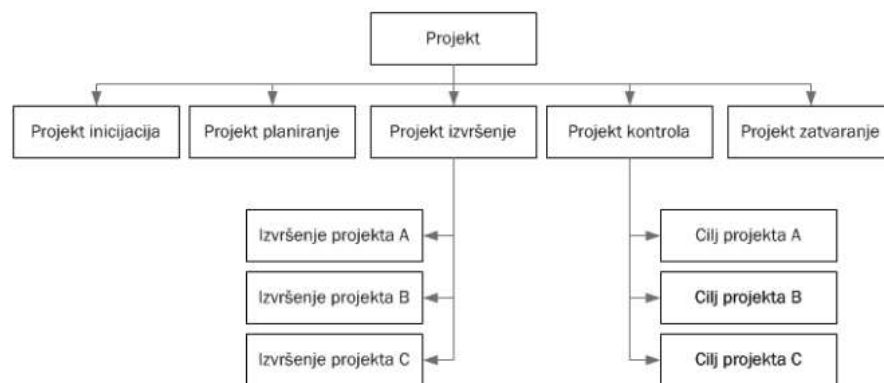 Projekt
Projekt inicijacija
Projekt planiranje
Projekt izvršenje
Projekt kontrola
Projekt zatvaranje
Izvršenje projekta A
Cilj projekta A
Izvršenje projekta B
Cilj projekta B
Izvršenje projekta C
Cilj projekta C